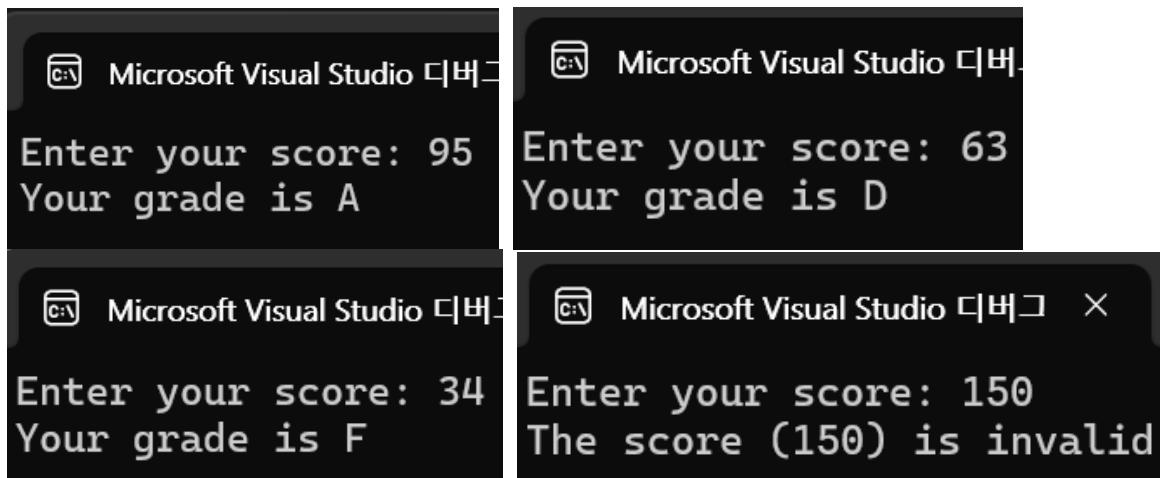 Microsoft Visual Studio 디버
Enter your score: 95
Your grade is A
Microsoft Visual Studio 디버
Enter your score: 63
Your grade is D
Microsoft Visual Studio 디버
Enter your score: 34
Your grade is F
Microsoft Visual Studio 디버그
Enter your score: 150
The score (150) is invalid